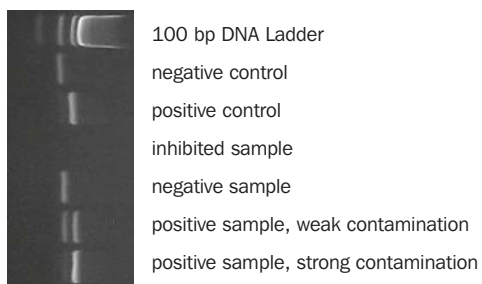 100 bp DNA Ladder
negative control
positive control
inhibited sample
negative sample
positive sample, weak contamination
positive sample, strong contamination